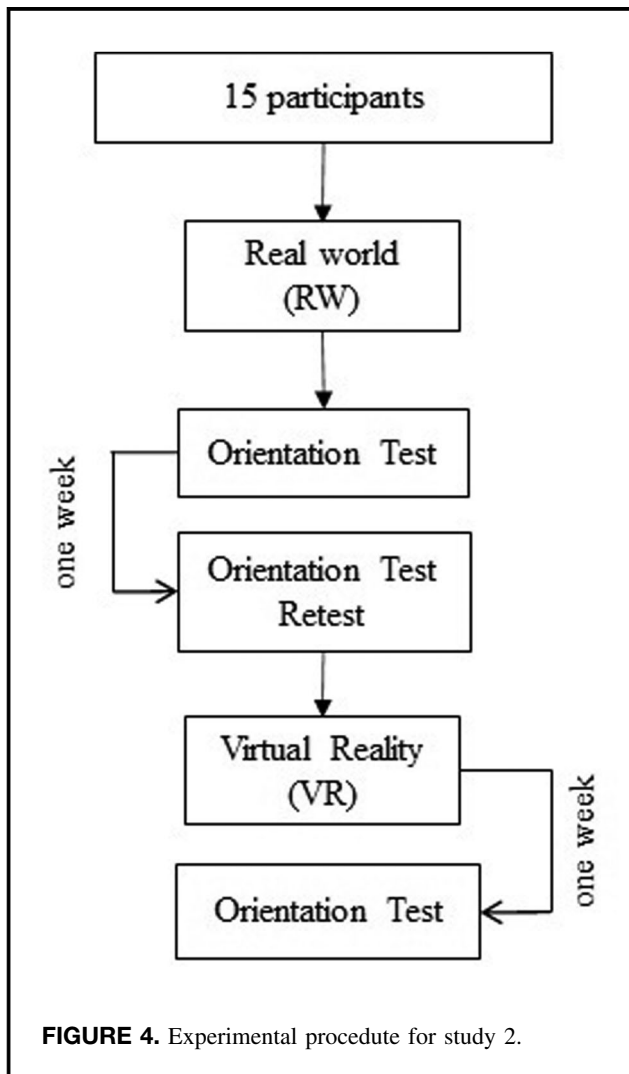 15 participants
Real world
(RW)
Orientation Test
one week
Orientation Test
Retest
Virtual Reality
(VR)
one week
Orientation Test
FIGURE 4. Experimental procedute for study 2.